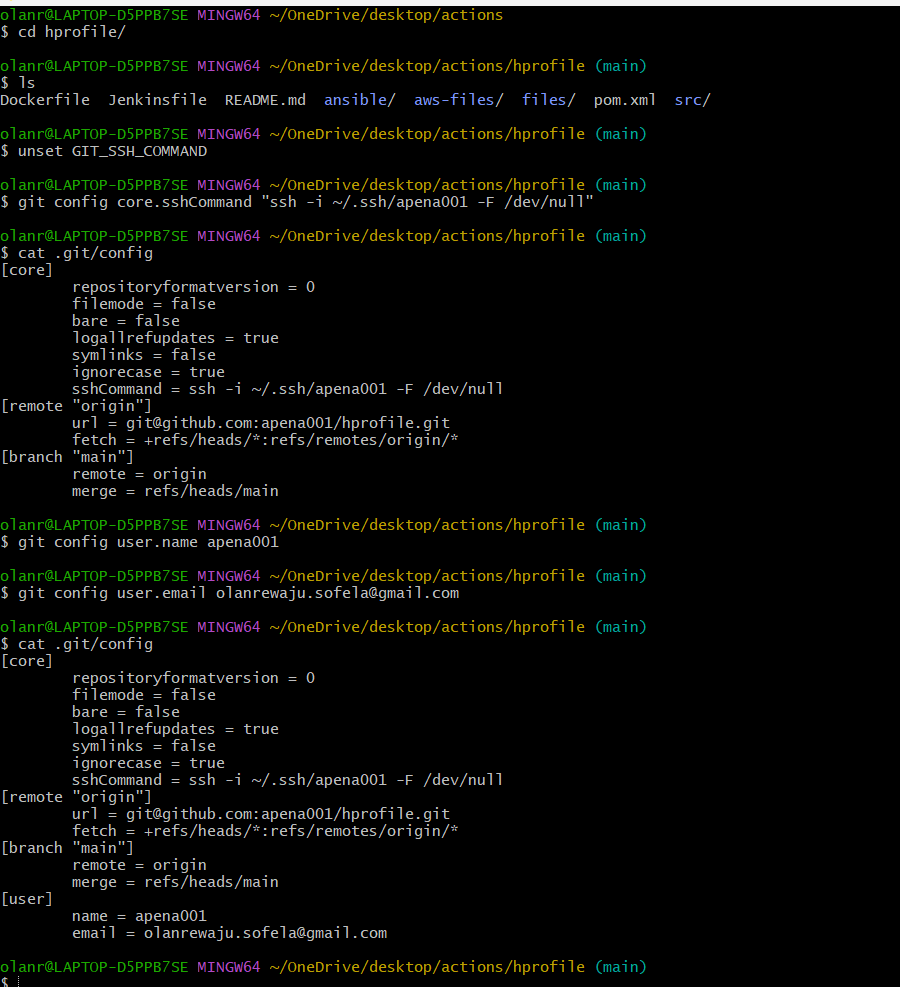 olanr@LAPTOP-D5PPB7SE MINGW64 ~/OneDrive/desktop/actions
$ cd hprofile/
olanr@LAPTOP-D5PPB7SE MINGW64 ~/OneDrive/desktop/actions/hprofile (main)
$ ls
Dockerfile  Jenkinsfile  README.md  ansible/  aws-files/  files/  pom.xml  src/
olanr@LAPTOP-D5PPB7SE MINGW64 ~/OneDrive/desktop/actions/hprofile (main)
$ unset GIT_SSH_COMMAND
olanr@LAPTOP-D5PPB7SE MINGW64 ~/OneDrive/desktop/actions/hprofile (main)
$ git config core.sshCommand "ssh -i ~/.ssh/apena001 -F /dev/null"
olanr@LAPTOP-D5PPB7SE MINGW64 ~/OneDrive/desktop/actions/hprofile (main)
$ cat .git/config
[core]
        repositoryformatversion = 0
        filemode = false
        bare = false
        logallrefupdates = true
        symlinks = false
        ignorecase = true
        sshCommand = ssh -i ~/.ssh/apena001 -F /dev/null
[remote "origin"]
        url = git@github.com:apena001/hprofile.git
        fetch = +refs/heads/*:refs/remotes/origin/*
[branch "main"]
        remote = origin
        merge = refs/heads/main
olanr@LAPTOP-D5PPB7SE MINGW64 ~/OneDrive/desktop/actions/hprofile (main)
$ git config user.name apena001
olanr@LAPTOP-D5PPB7SE MINGW64 ~/OneDrive/desktop/actions/hprofile (main)
$ git config user.email olanrewaju.sofela@gmail.com
olanr@LAPTOP-D5PPB7SE MINGW64 ~/OneDrive/desktop/actions/hprofile (main)
$ cat .git/config
[core]
        repositoryformatversion = 0
        filemode = false
        bare = false
        logallrefupdates = true
        symlinks = false
        ignorecase = true
        sshCommand = ssh -i ~/.ssh/apena001 -F /dev/null
[remote "origin"]
        url = git@github.com:apena001/hprofile.git
        fetch = +refs/heads/*:refs/remotes/origin/*
[branch "main"]
        remote = origin
        merge = refs/heads/main
[user]
        name = apena001
        email = olanrewaju.sofela@gmail.com
olanr@LAPTOP-D5PPB7SE MINGW64 ~/OneDrive/desktop/actions/hprofile (main)
$